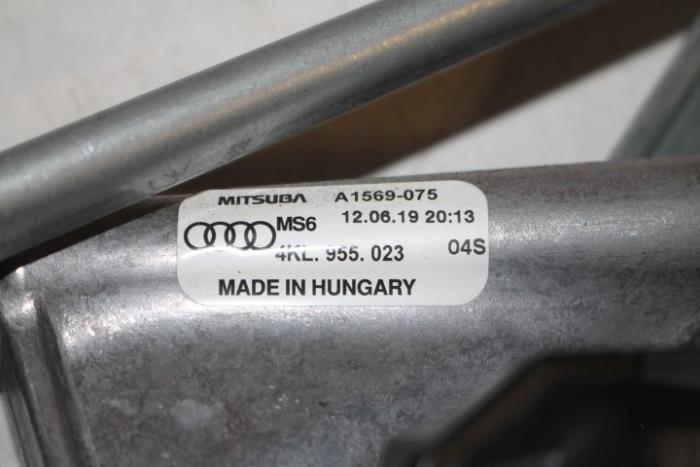 MITSUBA A1569-075
MS6 12.06.19 20:13
4KL. 955. 023 04S
MADE IN HUNGARY